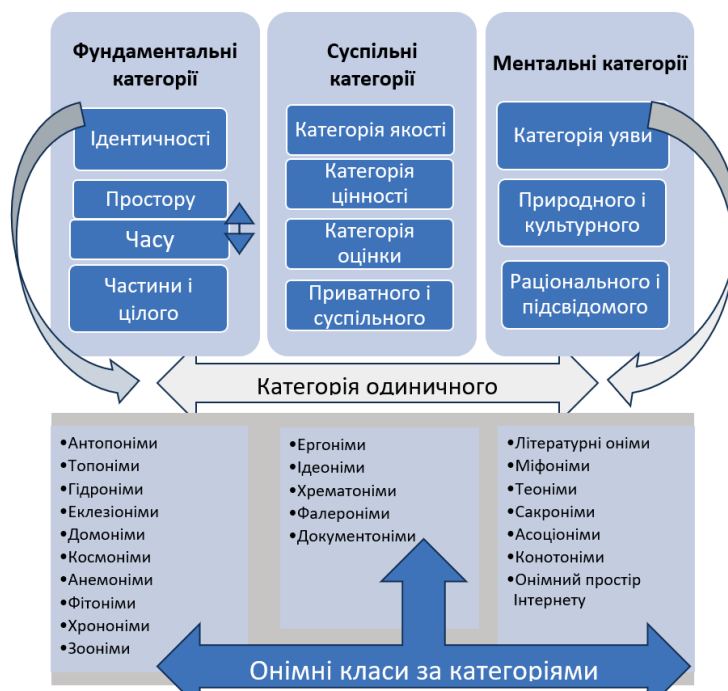 Фундаментальні
категорії
Ідентичності
Простору
Часу
Частини і
цілого
Суспільні
категорії
Категорія якості
Категорія
цінності
Категорія
оцінки
Приватного і
суспільного
Ментальні категорії
Категорія уяви
Природного і
культурного
Раціонального і
підсвідомого
Категорія одиничного
•Антопоніми
•Топоніми
•Гідроніми
•Еклезіоніми
•Домоніми
•Космоніми
•Анемоніми
•Фітоніми
•Хрононіми
•Зооніми
•Ергоніми
•Ідеоніми
•Хрематоніми
•Фалероніми
•Документоніми
•Літературні оніми
•Міфоніми
•Теоніми
•Сакроніми
•Асоціоніми
•Конотоніми
•Онімний простір
Інтернету
Онімні класи за категоріями